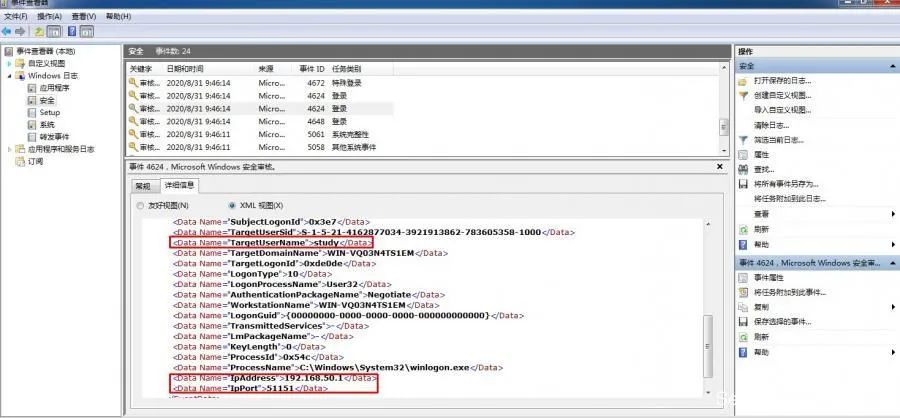 事件查看器
文件(F) 操作(A) 查看(V) 帮助(H)
事件查看器 (本地)
自定义视图
Windows 日志
应用程序
安全
Setup
系统
转发事件
应用程序和服务日志
订阅
安全 事件数: 24
关键字 日期和时间 来源 事件 ID 任务类别
审核... 2020/8/31 9:46:14 Micro... 4672 特殊登录
审核... 2020/8/31 9:46:14 Micro... 4624 登录
审核... 2020/8/31 9:46:14 Micro... 4624 登录
审核... 2020/8/31 9:46:14 Micro... 4648 登录
审核... 2020/8/31 9:46:11 Micro... 5061 系统完整性
审核... 2020/8/31 9:46:11 Micro... 5058 其他系统事件
事件 4624，Microsoft Windows 安全审核。
常规 详细信息
友好视图(N) XML 视图(X)
<Data Name="SubjectLogonId">0x3e7</Data>
<Data Name="TargetUserSid">S-1-5-21-4162877034-3921913862-783605358-1000</Data>
<Data Name="TargetUserName">study</Data>
<Data Name="TargetDomainName">WIN-VQ03N4TS1EM</Data>
<Data Name="TargetLogonId">0xde0de</Data>
<Data Name="LogonType">10</Data>
<Data Name="LogonProcessName">User32</Data>
<Data Name="AuthenticationPackageName">Negotiate</Data>
<Data Name="WorkstationName">WIN-VQ03N4TS1EM</Data>
<Data Name="LogonGuid">{00000000-0000-0000-0000-000000000000}</Data>
<Data Name="TransmittedServices">-</Data>
<Data Name="LmPackageName">-</Data>
<Data Name="KeyLength">0</Data>
<Data Name="ProcessId">0x54c</Data>
<Data Name="ProcessName">C:\Windows\System32\winlogon.exe</Data>
<Data Name="IpAddress">192.168.50.1</Data>
<Data Name="IpPort">51151</Data>
操作
安全
打开保存的日志...
创建自定义视图...
导入自定义视图...
清除日志...
筛选当前日志...
属性
查找...
将所有事件另存为...
将任务附加到此日志...
查看
刷新
帮助
事件 4624，Microsoft Windows 安全审...
事件属性
将任务附加到此事件...
复制
保存选择的事件...
刷新
帮助